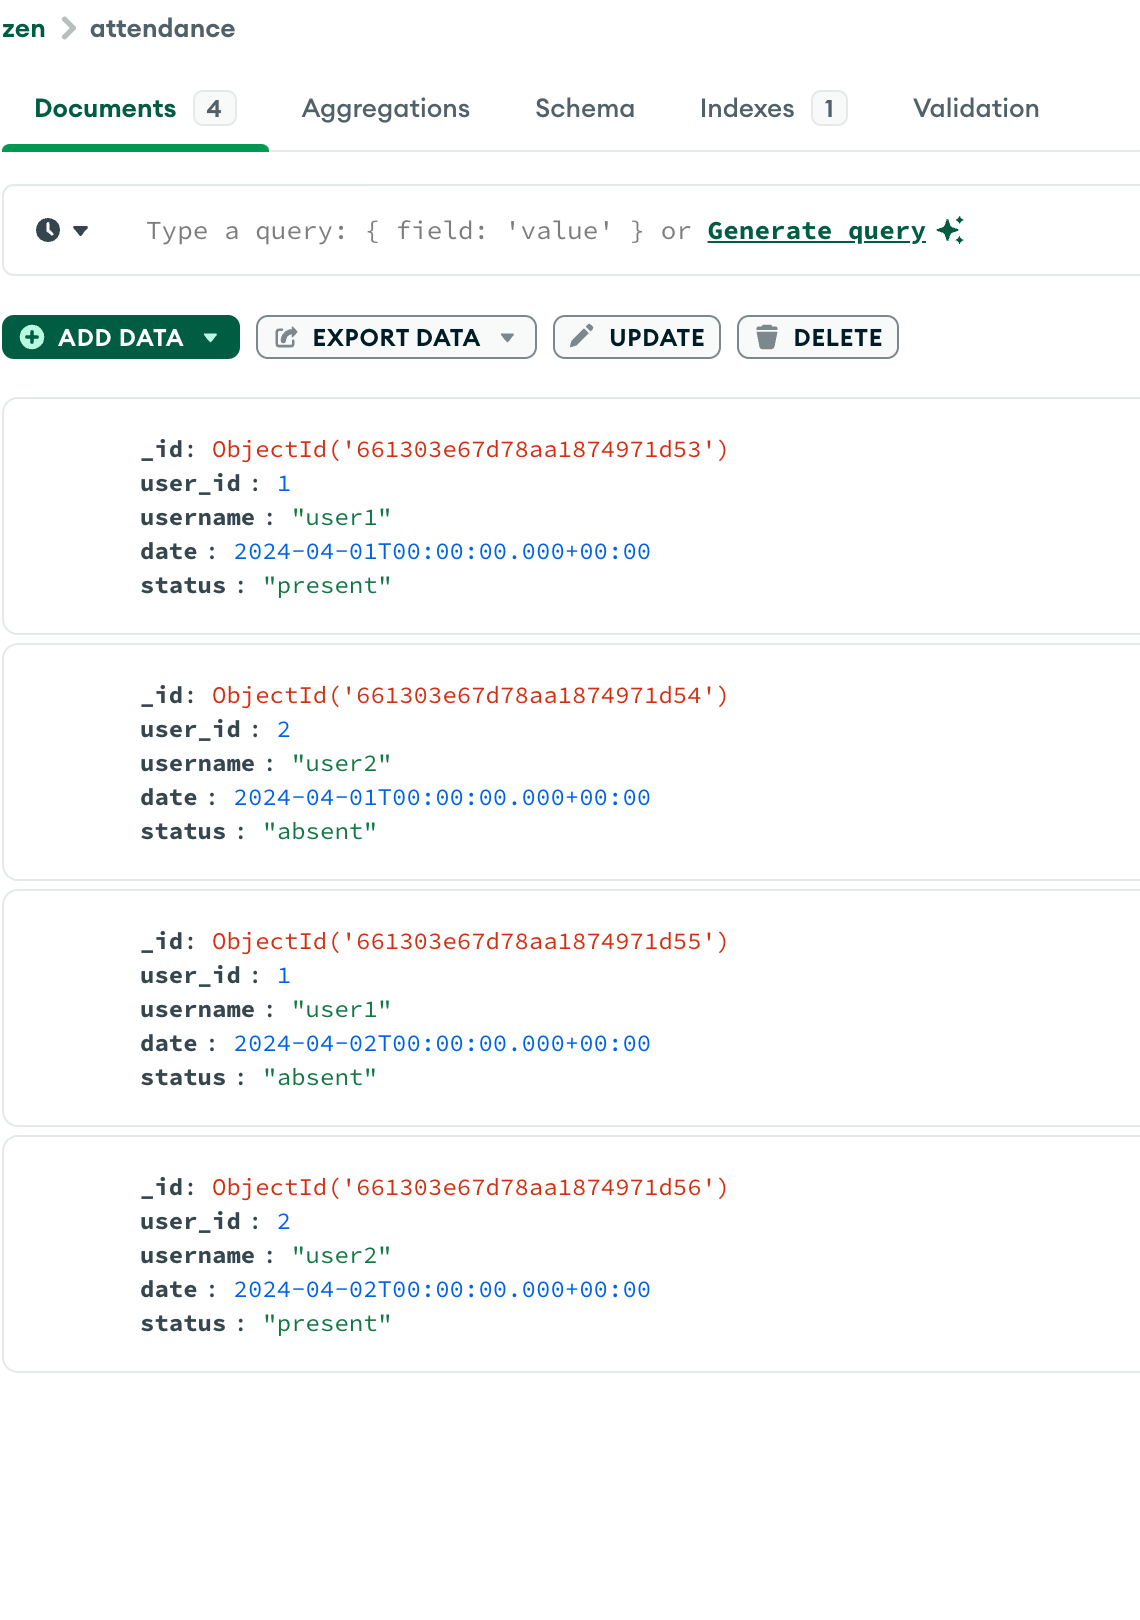 zen > attendance
Documents 4 Aggregations Schema Indexes 1 Validation
Type a query: { field: 'value' } or Generate query
ADD DATA EXPORT DATA UPDATE DELETE
_id: ObjectId('661303e67d78aa1874971d53')
user_id : 1
username : "user1"
date : 2024-04-01T00:00:00.000+00:00
status : "present"
_id: ObjectId('661303e67d78aa1874971d54')
user_id : 2
username : "user2"
date : 2024-04-01T00:00:00.000+00:00
status : "absent"
_id: ObjectId('661303e67d78aa1874971d55')
user_id : 1
username : "user1"
date : 2024-04-02T00:00:00.000+00:00
status : "absent"
_id: ObjectId('661303e67d78aa1874971d56')
user_id : 2
username : "user2"
date : 2024-04-02T00:00:00.000+00:00
status : "present"